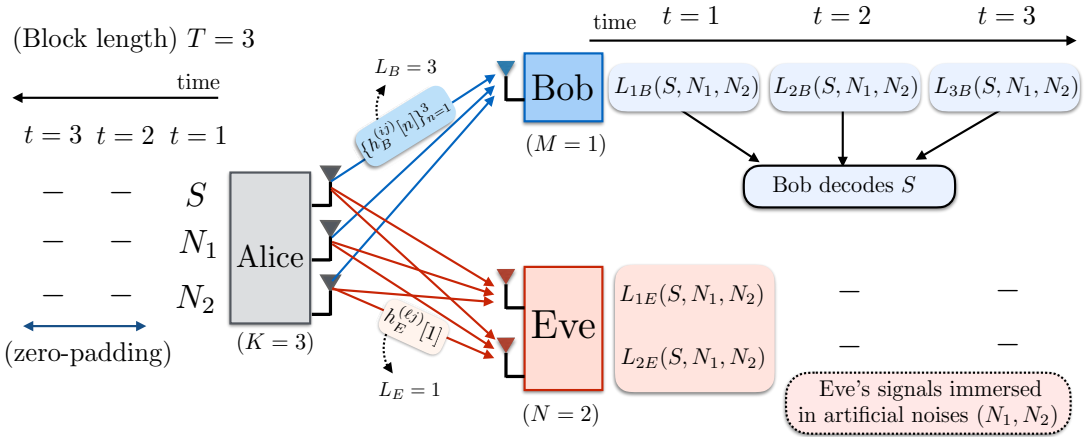 (Block length) T = 3
time
t = 3 t = 2 t = 1
– – S
– – N_1
– – N_2
(zero-padding)
Alice
(K = 3)
L_B = 3
{h_B^{(ij)}[n]}_{n=1}^3
h_E^{(ℓj)}[1]
L_E = 1
Bob
(M = 1)
time t = 1 t = 2 t = 3
L_{1B}(S, N_1, N_2) L_{2B}(S, N_1, N_2) L_{3B}(S, N_1, N_2)
Bob decodes S
Eve
(N = 2)
L_{1E}(S, N_1, N_2) – –
L_{2E}(S, N_1, N_2) – –
Eve's signals immersed
in artificial noises (N_1, N_2)